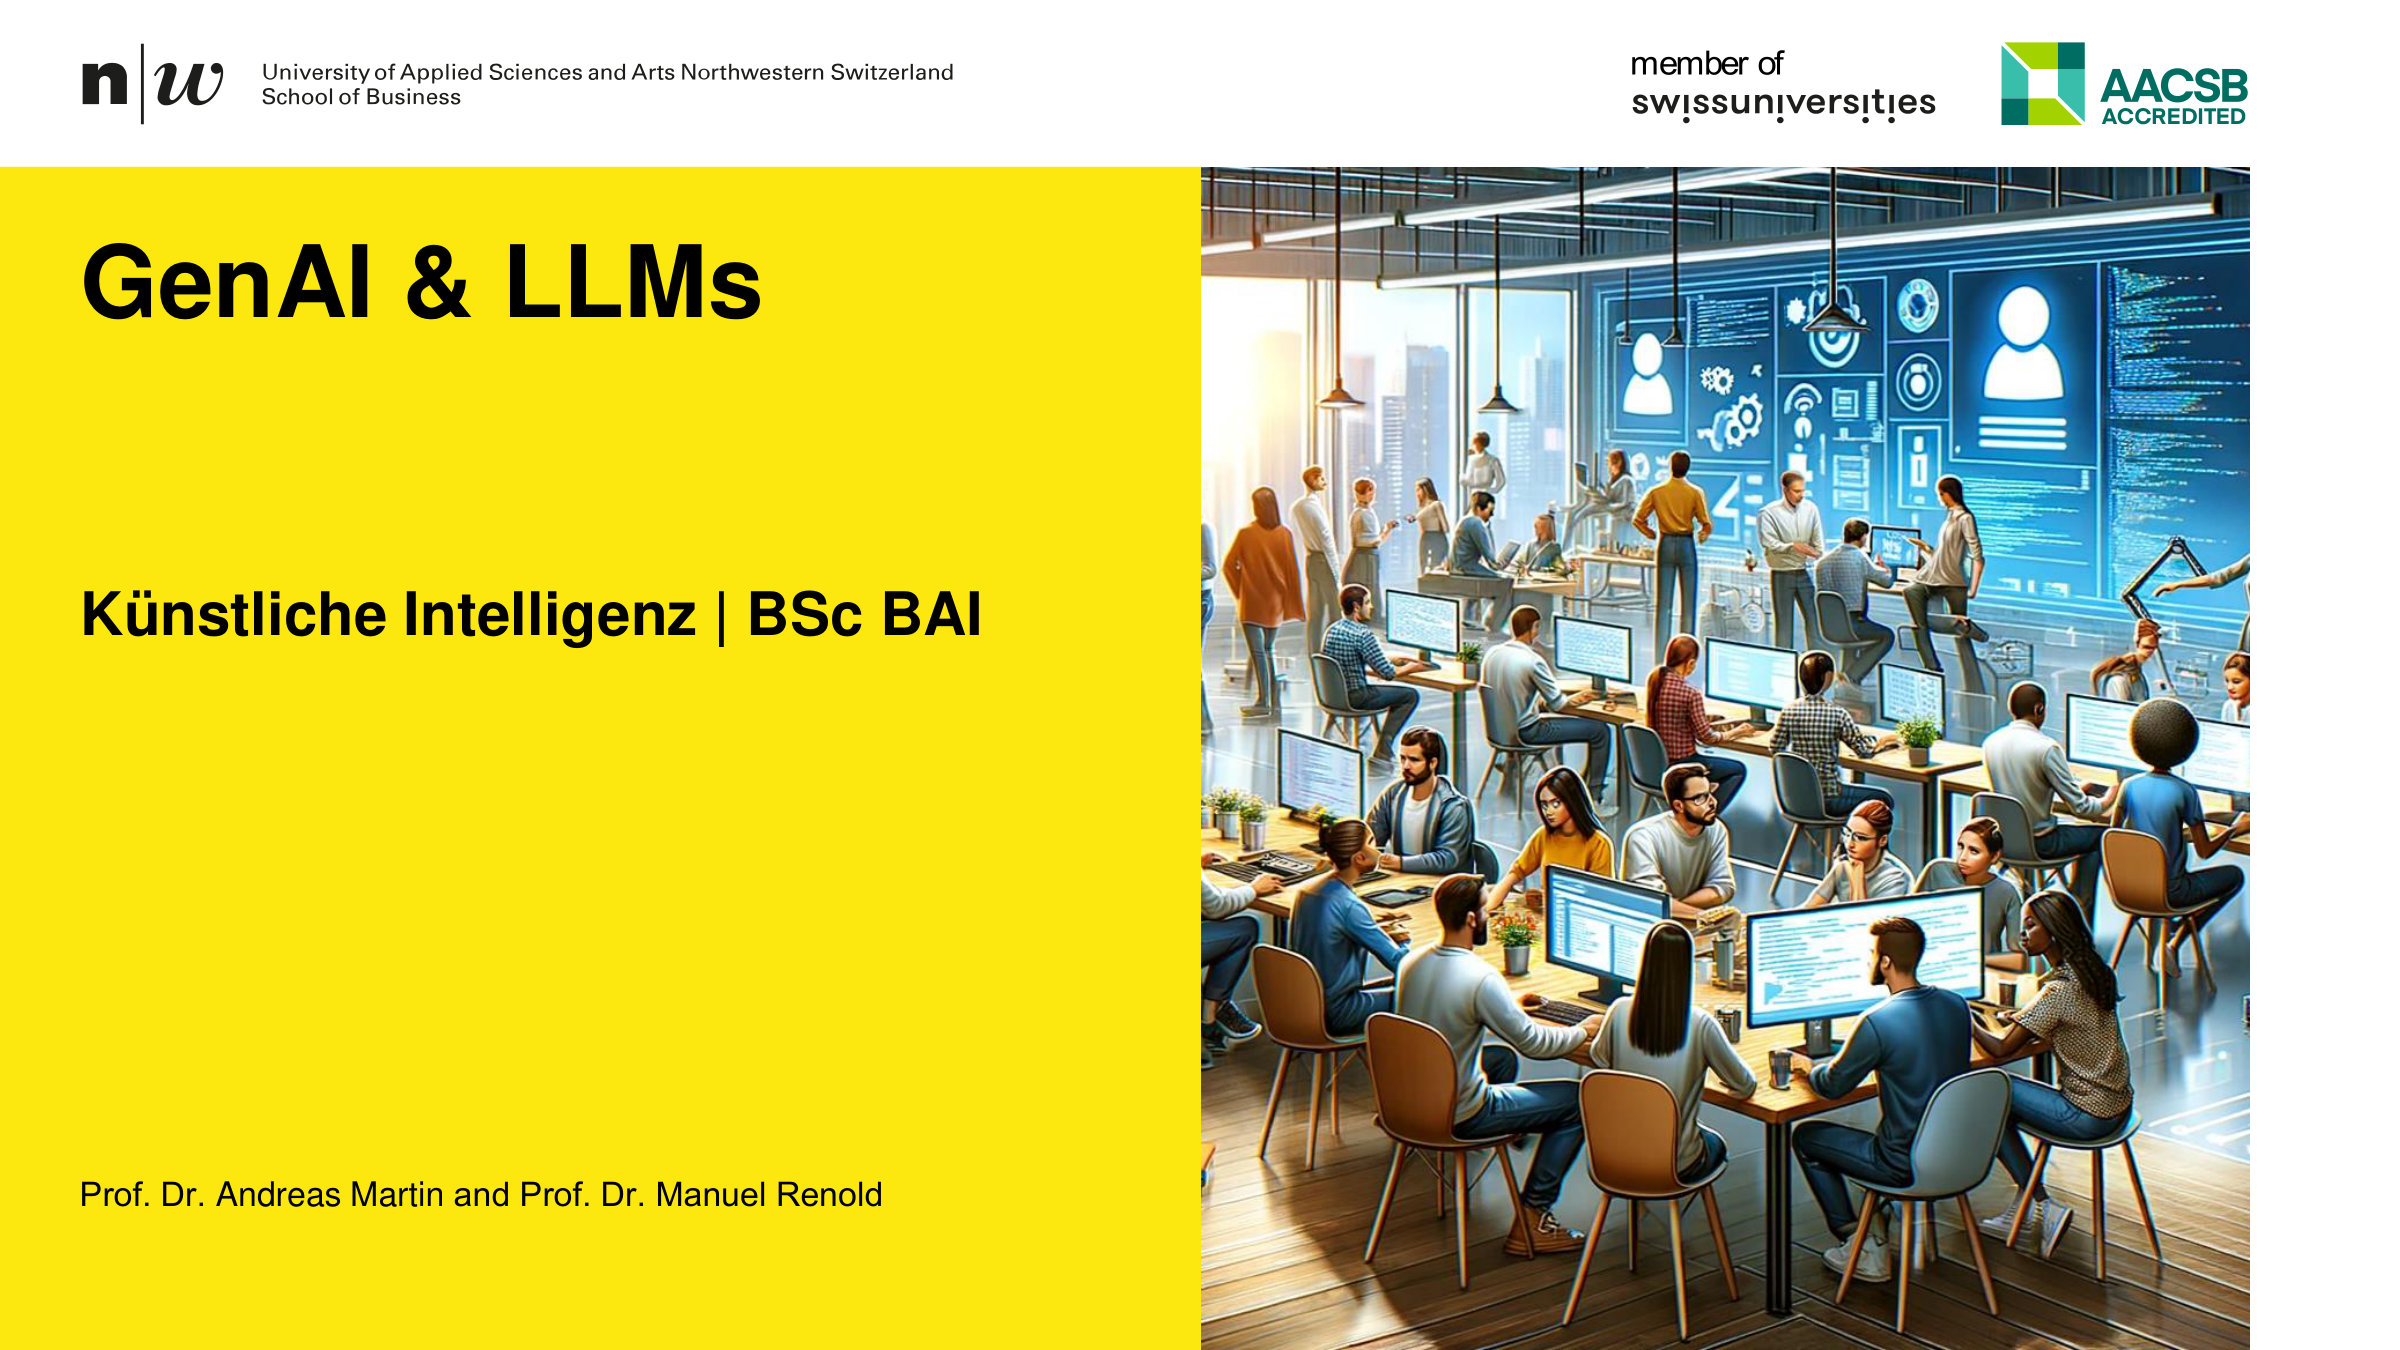 n|w
University of Applied Sciences and Arts Northwestern Switzerland
School of Business
member of
swissuniversities
AACSB
ACCREDITED
GenAI & LLMs
Künstliche Intelligenz | BSc BAI
Prof. Dr. Andreas Martin and Prof. Dr. Manuel Renold